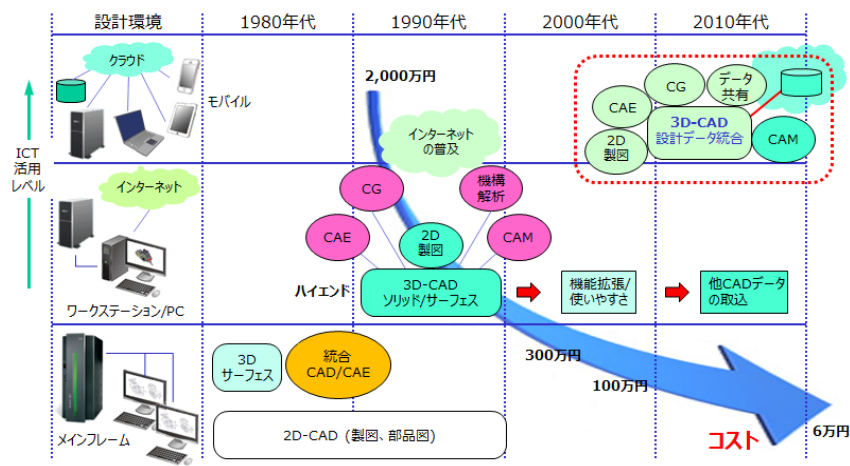 設計環境
1980年代
1990年代
2000年代
2010年代
ICT
活用
レベル
クラウド
モバイル
2,000万円
インターネット
の普及
CG
データ
共有
CAE
3D-CAD
設計データ統合
2D
製図
CAM
インターネット
ワークステーション/PC
CG
機構
解析
CAE
2D
製図
CAM
ハイエンド
3D-CAD
ソリッド/サーフェス
機能拡張/
使いやすさ
他CADデータ
の取込
メインフレーム
3D
サーフェス
統合
CAD/CAE
2D-CAD (製図、部品図)
300万円
100万円
コスト
6万円